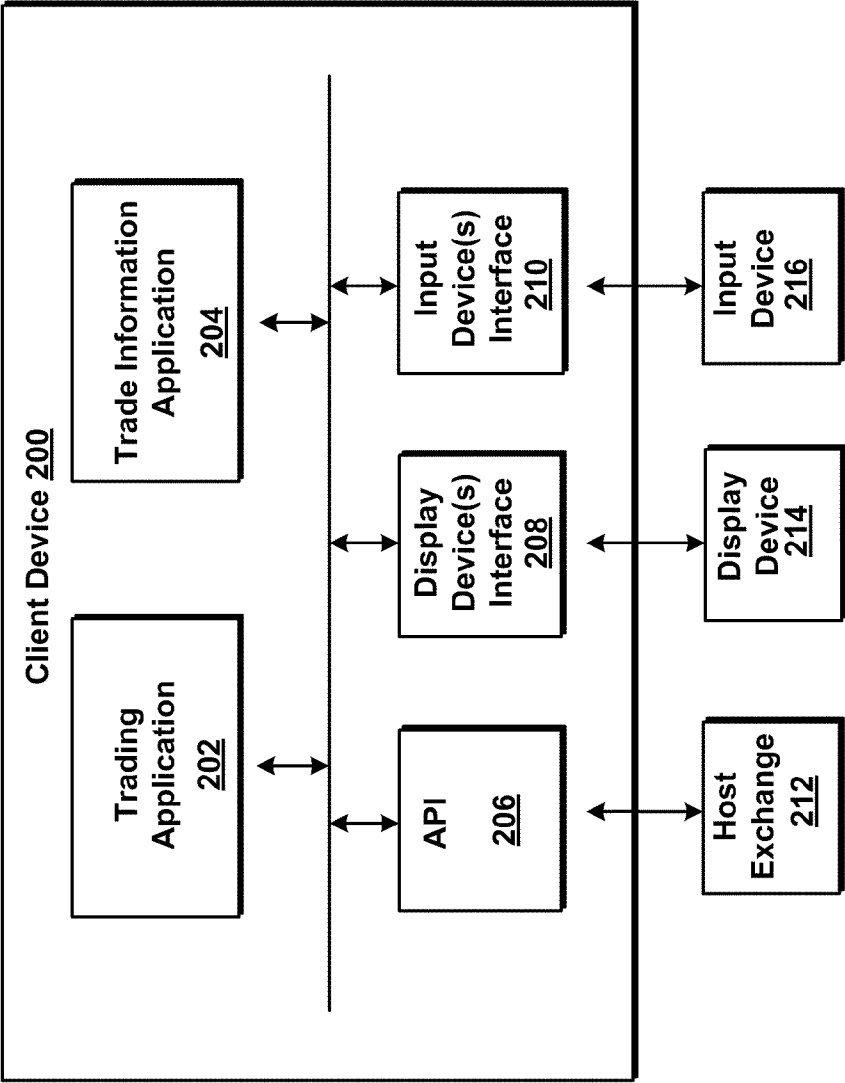 Client Device 200
Trading
Application
202
Trade Information
Application
204
API
206
Display
Device(s)
Interface
208
Input
Device(s)
Interface
210
Host
Exchange
212
Display
Device
214
Input
Device
216